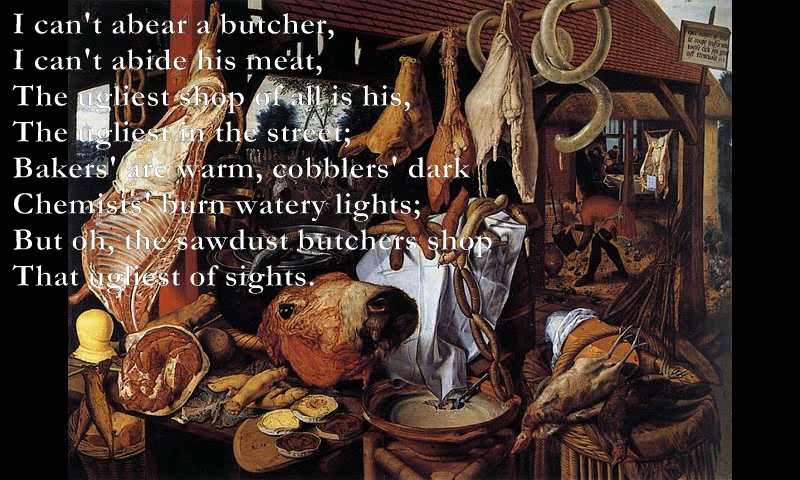 I can't abear a butcher,
I can't abide his meat,
The ugliest shop of all is his,
The ugliest in the street;
Bakers' are warm, cobblers' dark
Chemists' burn watery lights;
But oh, the sawdust butchers shop
That ugliest of sights.